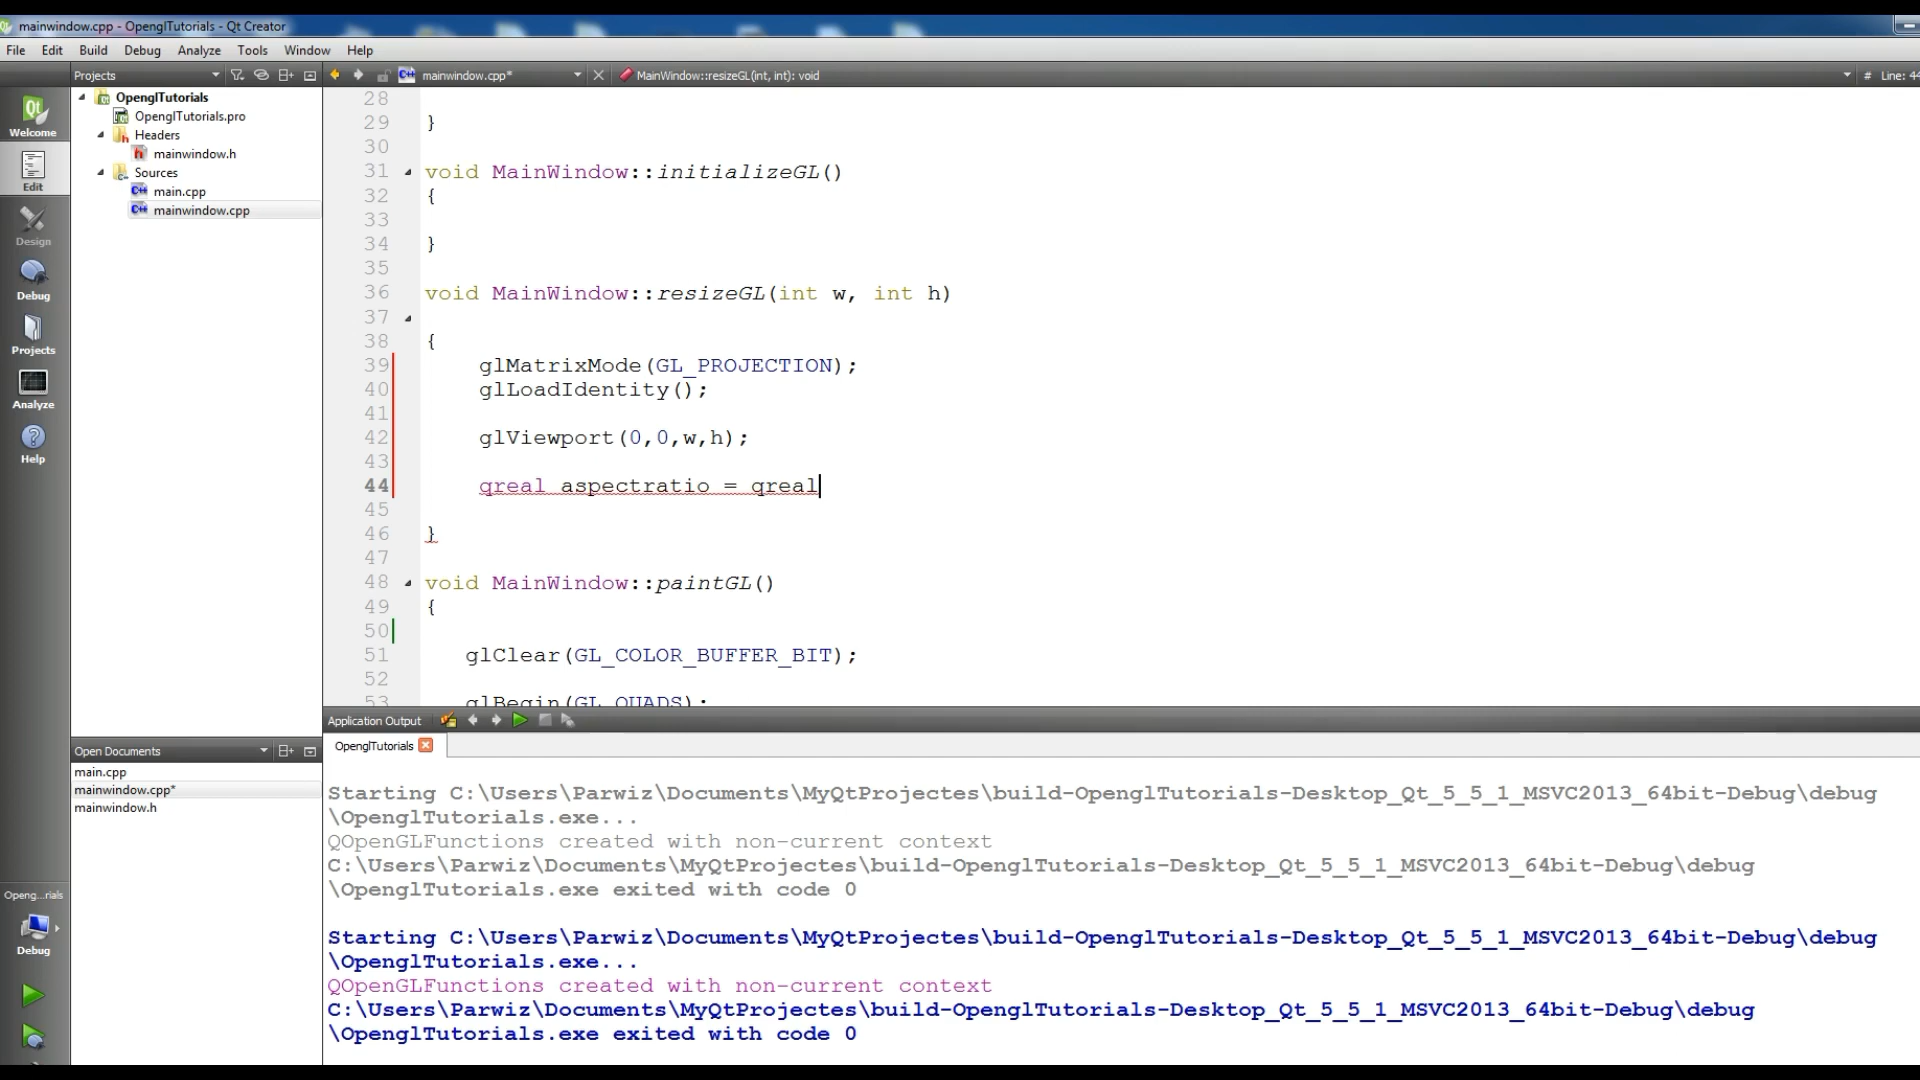 mainwindow.cpp - OpenglTutorials - Qt Creator
File Edit Build Debug Analyze Tools Window Help
Projects mainwindow.cpp* MainWindow::resizeGL(int, int): void # Line: 44
Welcome
Edit
Design
Debug
Projects
Analyze
Help
OpenglTutorials
OpenglTutorials.pro
Headers
mainwindow.h
Sources
main.cpp
mainwindow.cpp
28
29 }
30
31 void MainWindow::initializeGL()
32 {
33
34 }
35
36 void MainWindow::resizeGL(int w, int h)
37
38 {
39 glMatrixMode(GL_PROJECTION);
40 glLoadIdentity();
41
42 glViewport(0,0,w,h);
43
44 qreal aspectratio = qreal
45
46 }
47
48 void MainWindow::paintGL()
49 {
50
51 glClear(GL_COLOR_BUFFER_BIT);
52
53 glBegin(GL_QUADS);
Open Documents
main.cpp
mainwindow.cpp*
mainwindow.h
Openg...rials
Debug
Application Output
OpenglTutorials
Starting C:\Users\Parwiz\Documents\MyQtProjectes\build-OpenglTutorials-Desktop_Qt_5_5_1_MSVC2013_64bit-Debug\debug
\OpenglTutorials.exe...
QOpenGLFunctions created with non-current context
C:\Users\Parwiz\Documents\MyQtProjectes\build-OpenglTutorials-Desktop_Qt_5_5_1_MSVC2013_64bit-Debug\debug
\OpenglTutorials.exe exited with code 0
Starting C:\Users\Parwiz\Documents\MyQtProjectes\build-OpenglTutorials-Desktop_Qt_5_5_1_MSVC2013_64bit-Debug\debug
\OpenglTutorials.exe...
QOpenGLFunctions created with non-current context
C:\Users\Parwiz\Documents\MyQtProjectes\build-OpenglTutorials-Desktop_Qt_5_5_1_MSVC2013_64bit-Debug\debug
\OpenglTutorials.exe exited with code 0